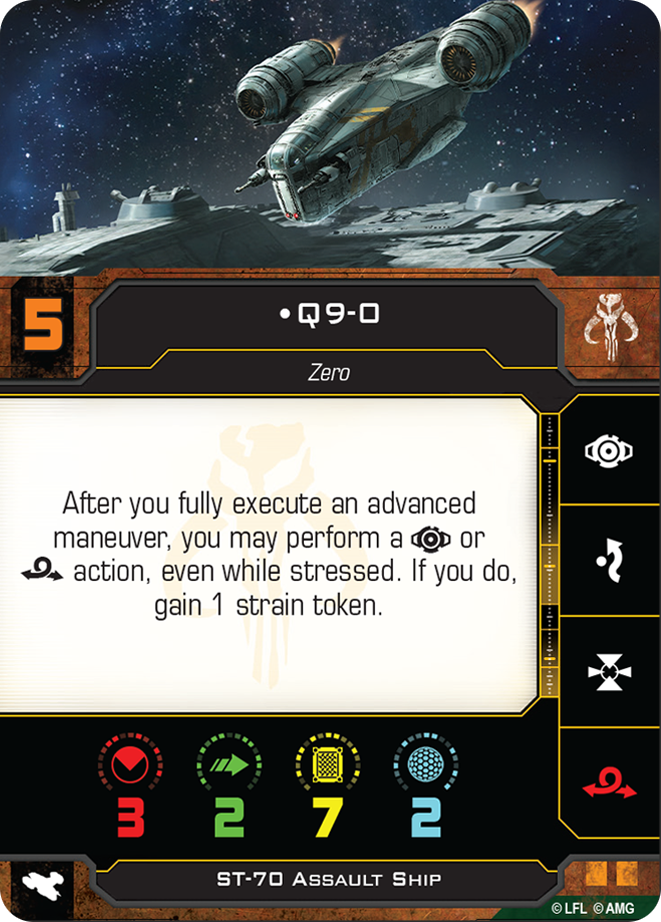 5
•Q9-0
Zero
After you fully execute an advanced
maneuver, you may perform a or
action, even while stressed. If you do,
gain 1 strain token.
3 2 7 2
ST-70 Assault Ship
© LFL © AMG